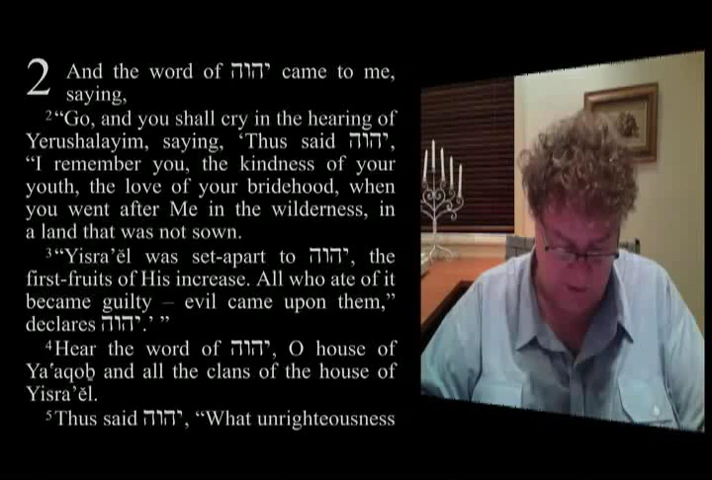 2 And the word of יהוה came to me,
saying,
2“Go, and you shall cry in the hearing of
Yerushalayim, saying, ‘Thus said יהוה,
“I remember you, the kindness of your
youth, the love of your bridehood, when
you went after Me in the wilderness, in
a land that was not sown.
3“Yisra’ĕl was set-apart to יהוה, the
first-fruits of His increase. All who ate of it
became guilty – evil came upon them,”
declares יהוה.’ ”
4Hear the word of יהוה, O house of
Ya‛aqoḇ and all the clans of the house of
Yisra’ĕl.
5Thus said יהוה, “What unrighteousness